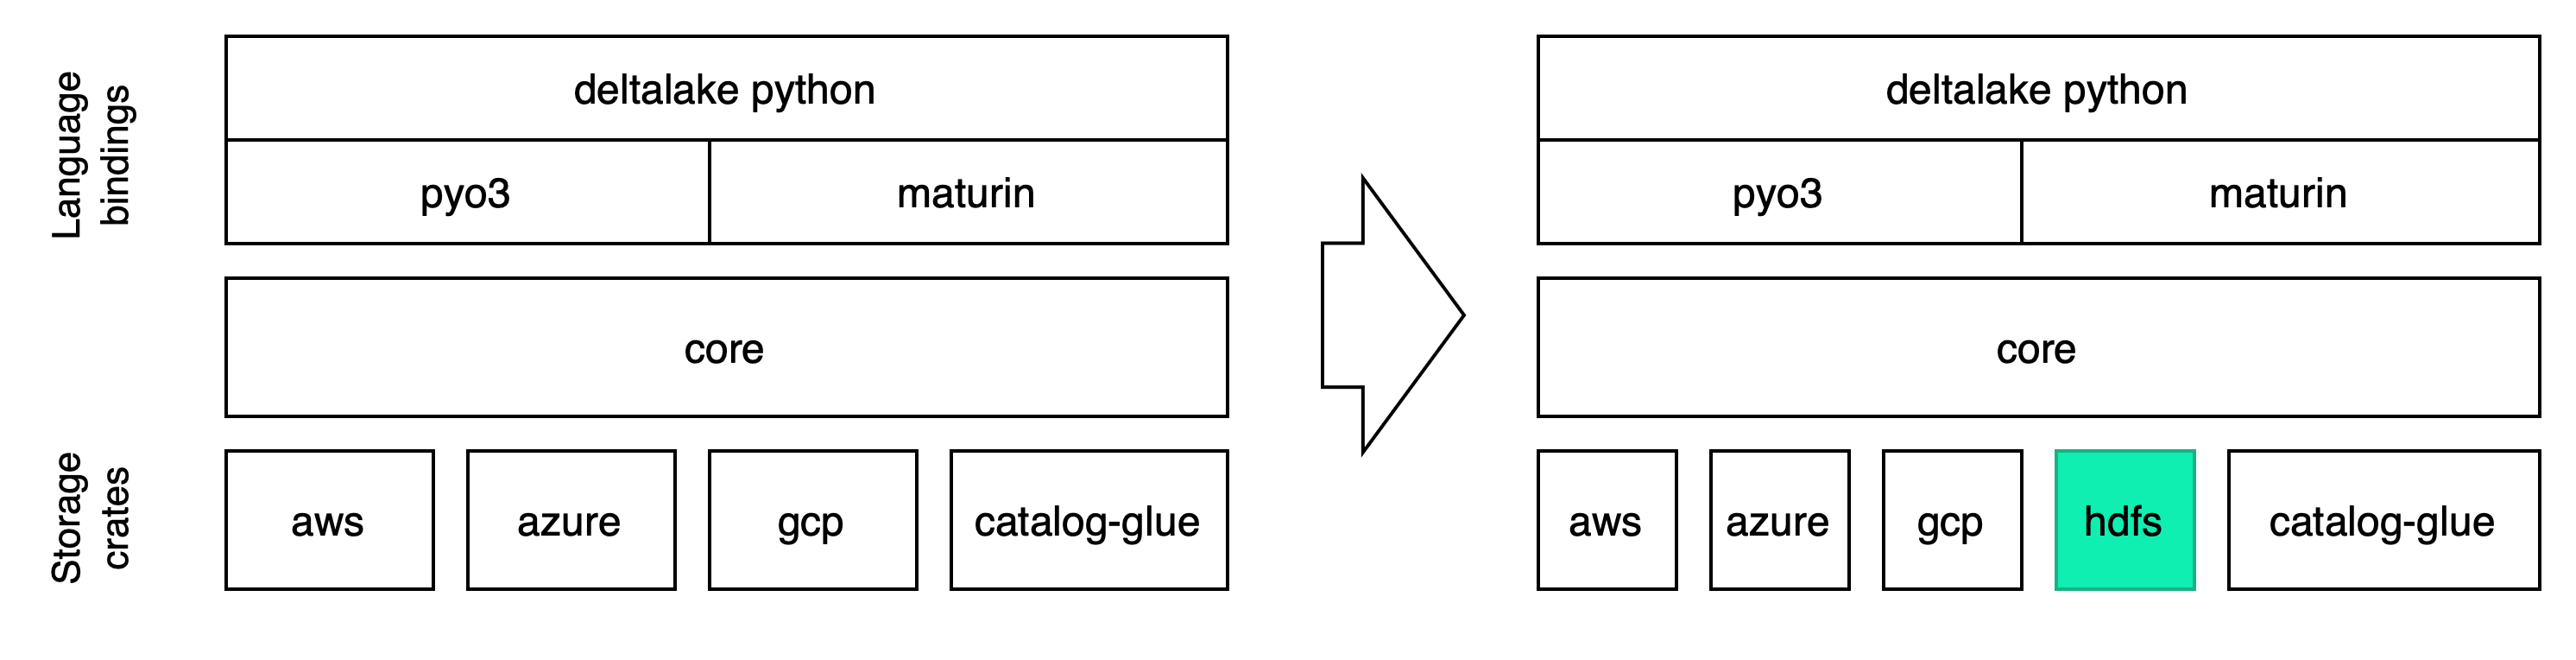 Language
bindings
deltalake python
pyo3
maturin
core
Storage
crates
aws
azure
gcp
catalog-glue
deltalake python
pyo3
maturin
core
aws
azure
gcp
hdfs
catalog-glue